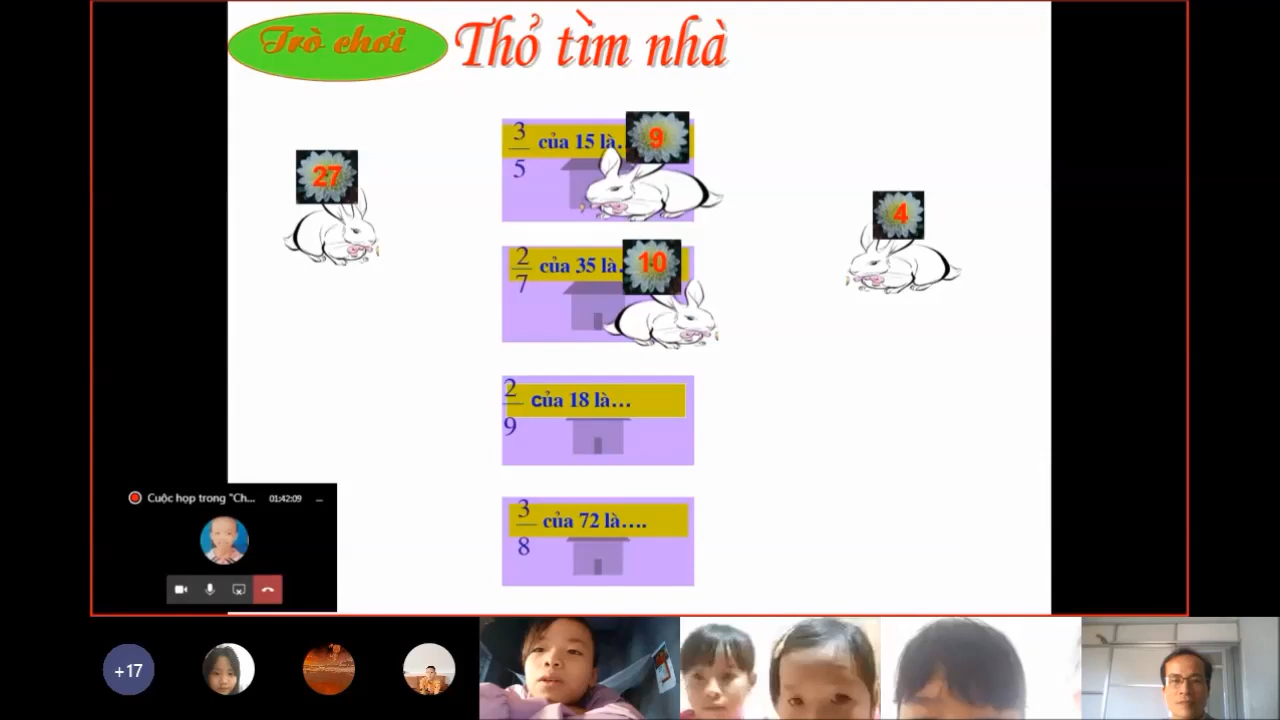 Trò chơi
Thỏ tìm nhà
27
3/5 của 15 là.
9
4
2/7 của 35 là.
10
2/9 của 18 là...
3/8 của 72 là....
Cuộc họp trong "Ch... 01:42:09
+17